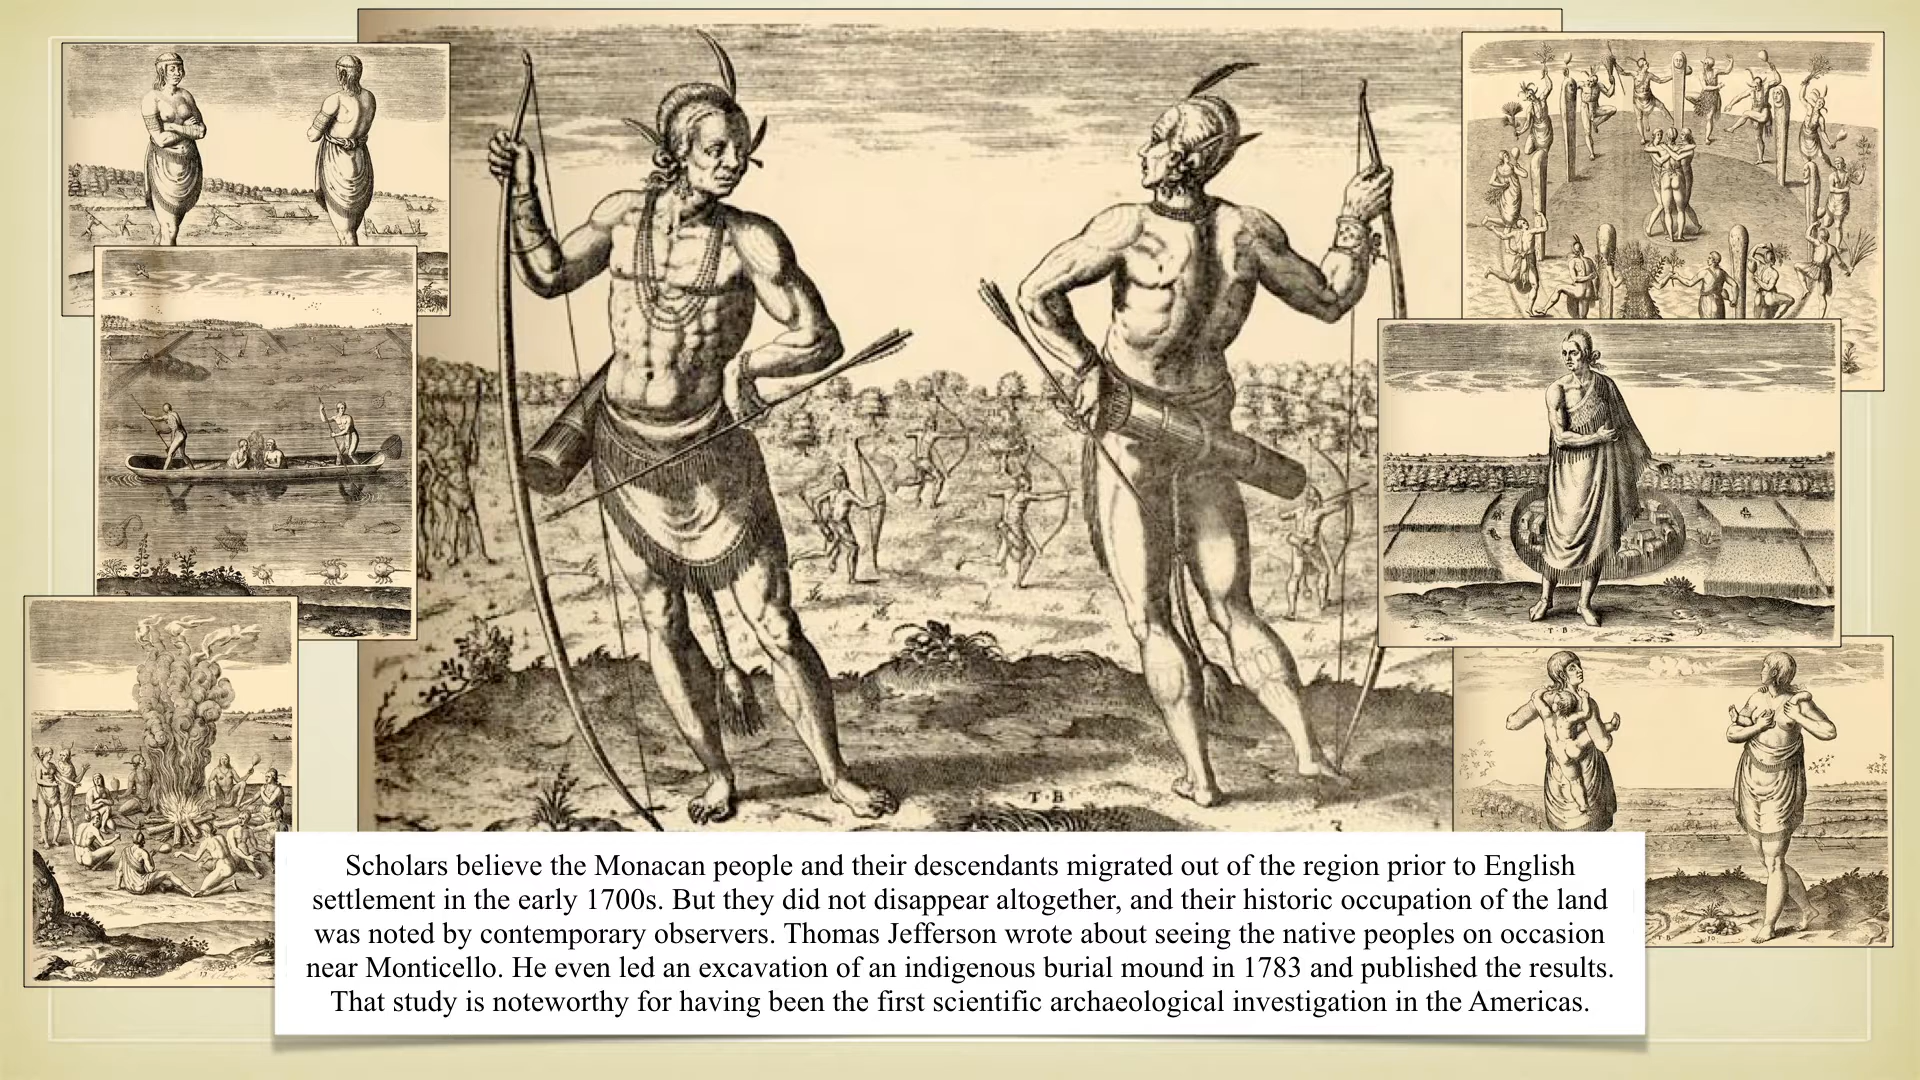 T·B
3
T·B
9
Scholars believe the Monacan people and their descendants migrated out of the region prior to English
settlement in the early 1700s. But they did not disappear altogether, and their historic occupation of the land
was noted by contemporary observers. Thomas Jefferson wrote about seeing the native peoples on occasion
near Monticello. He even led an excavation of an indigenous burial mound in 1783 and published the results.
That study is noteworthy for having been the first scientific archaeological investigation in the Americas.
T B
10